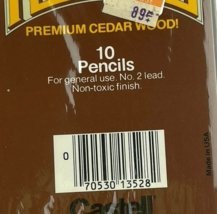 89¢
PREMIUM CEDAR WOOD!
10
Pencils
For general use. No. 2 lead.
Non-toxic finish.
Made in USA
0 70530 13528
Castell